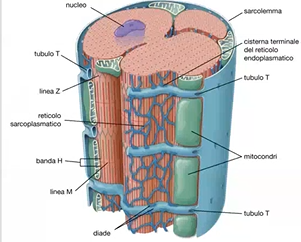 nucleo
sarcolemma
cisterna terminale
del reticolo
endoplasmatico
tubulo T
tubulo T
linea Z
reticolo
sarcoplasmatico
mitocondri
banda H
linea M
tubulo T
diade